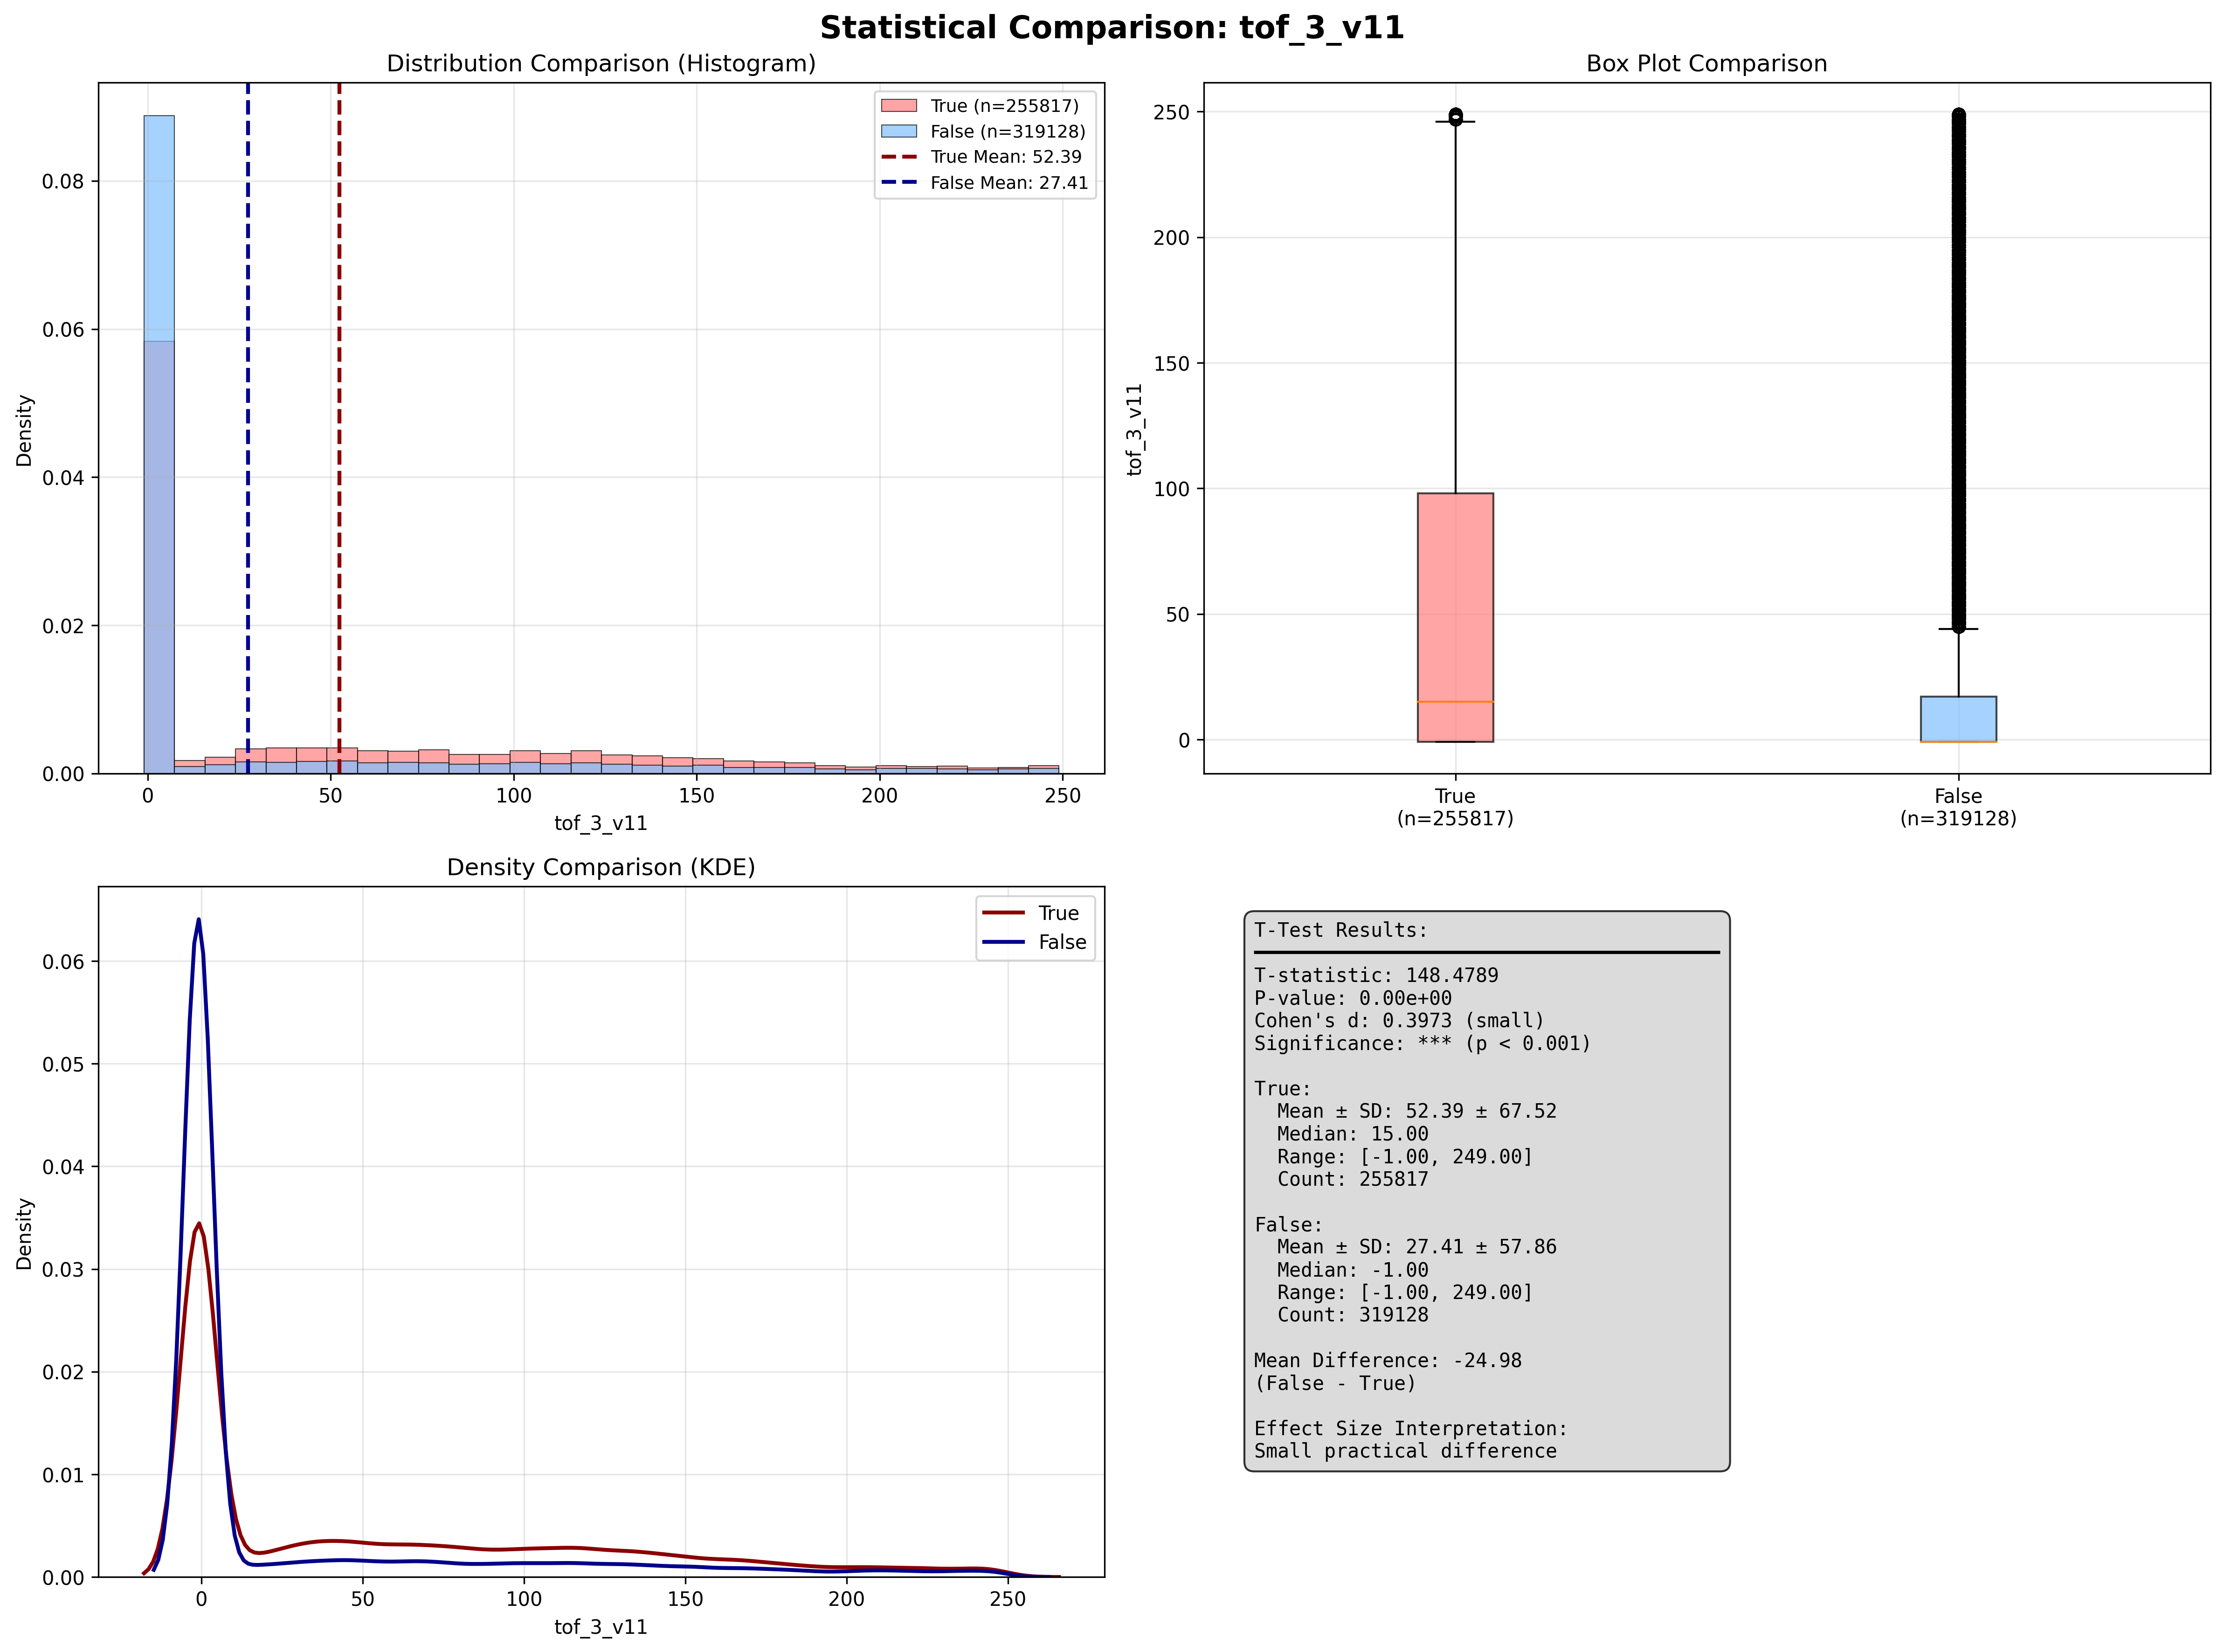 Statistical Comparison: tof_3_v11
Distribution Comparison (Histogram)
Density
0.08
0.06
0.04
0.02
0.00
0
50
100
150
200
250
tof_3_v11
True (n=255817)
False (n=319128)
True Mean: 52.39
False Mean: 27.41
Box Plot Comparison
tof_3_v11
250
200
150
100
50
0
True
(n=255817)
False
(n=319128)
Density Comparison (KDE)
Density
0.06
0.05
0.04
0.03
0.02
0.01
0.00
0
50
100
150
200
250
tof_3_v11
True
False
T-Test Results:
T-statistic: 148.4789
P-value: 0.00e+00
Cohen's d: 0.3973 (small)
Significance: *** (p < 0.001)
True:
Mean ± SD: 52.39 ± 67.52
Median: 15.00
Range: [-1.00, 249.00]
Count: 255817
False:
Mean ± SD: 27.41 ± 57.86
Median: -1.00
Range: [-1.00, 249.00]
Count: 319128
Mean Difference: -24.98
(False - True)
Effect Size Interpretation:
Small practical difference